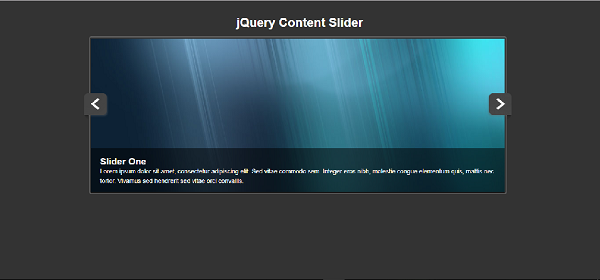 jQuery Content Slider
Slider One
Lorem ipsum dolor sit amet, consectetur adipiscing elit. Sed vitae commodo sem. Integer eros nibh, molestie congue elementum quis, mattis nec
tortor. Vivamus sed hendrerit sed vitae orci convallis.